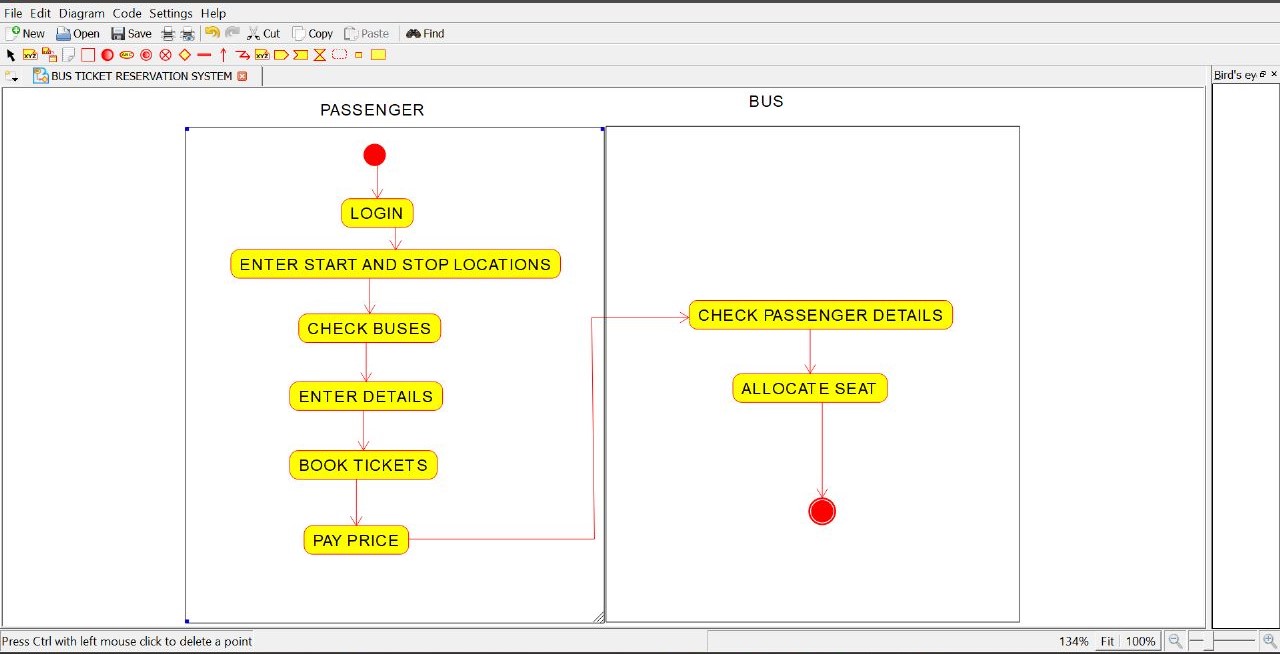 File Edit Diagram Code Settings Help
New Open Save Cut Copy Paste Find
BUS TICKET RESERVATION SYSTEM
Bird's ey
PASSENGER
LOGIN
ENTER START AND STOP LOCATIONS
CHECK BUSES
ENTER DETAILS
BOOK TICKETS
PAY PRICE
BUS
CHECK PASSENGER DETAILS
ALLOCATE SEAT
Press Ctrl with left mouse click to delete a point
134% Fit 100%